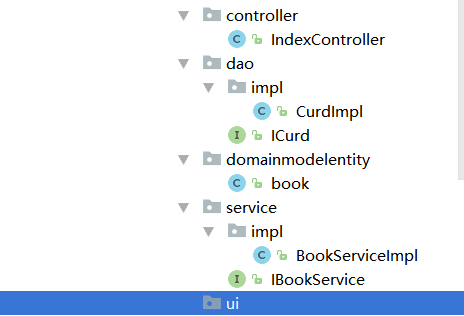 controller
IndexController
dao
impl
CurdImpl
ICurd
domainmodelentity
book
service
impl
BookServiceImpl
IBookService
ui